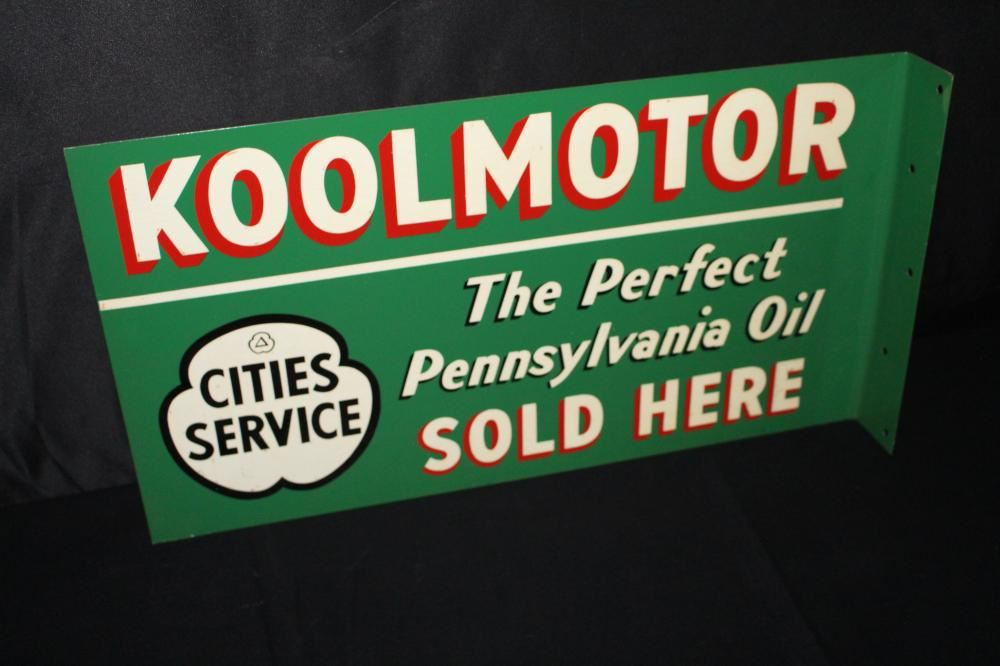 KOOLMOTOR
The Perfect
Pennsylvania Oil
SOLD HERE
CITIES
SERVICE